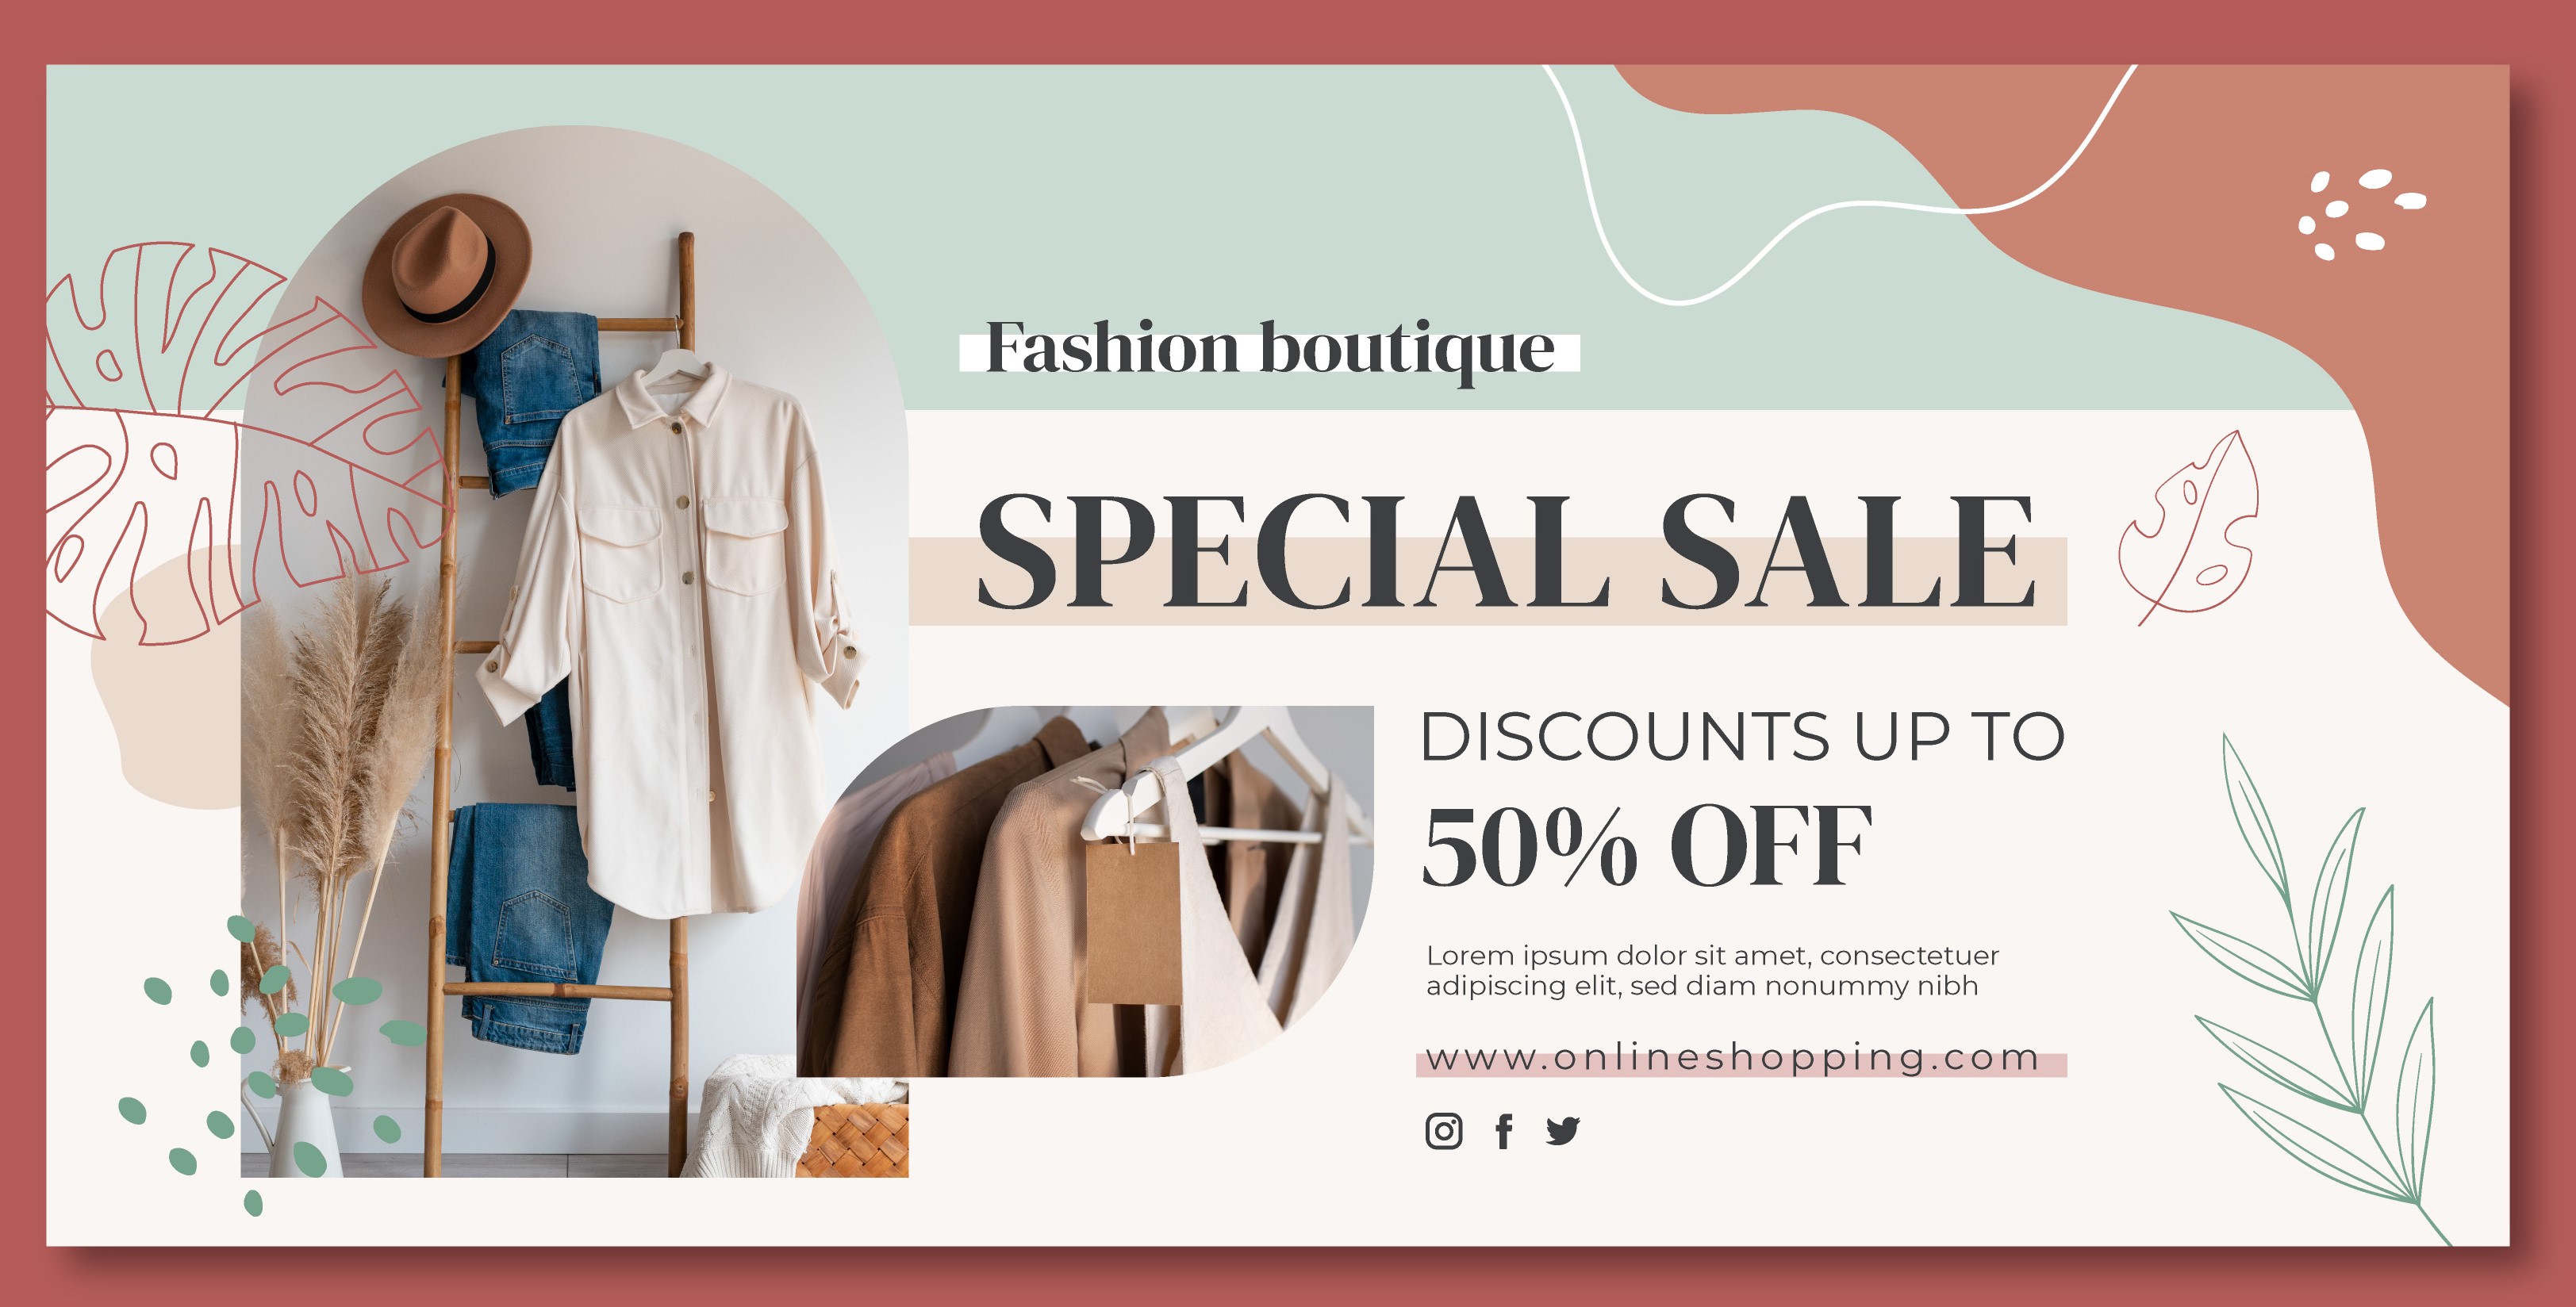 Fashion boutique
SPECIAL SALE
DISCOUNTS UP TO
50% OFF
Lorem ipsum dolor sit amet, consectetuer
adipiscing elit, sed diam nonummy nibh
www.onlineshopping.com